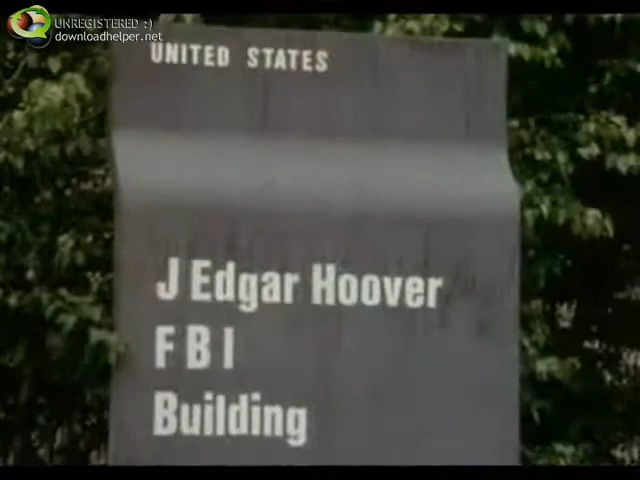 UNREGISTERED :)
downloadhelper.net
UNITED STATES
J Edgar Hoover
F B I
Building